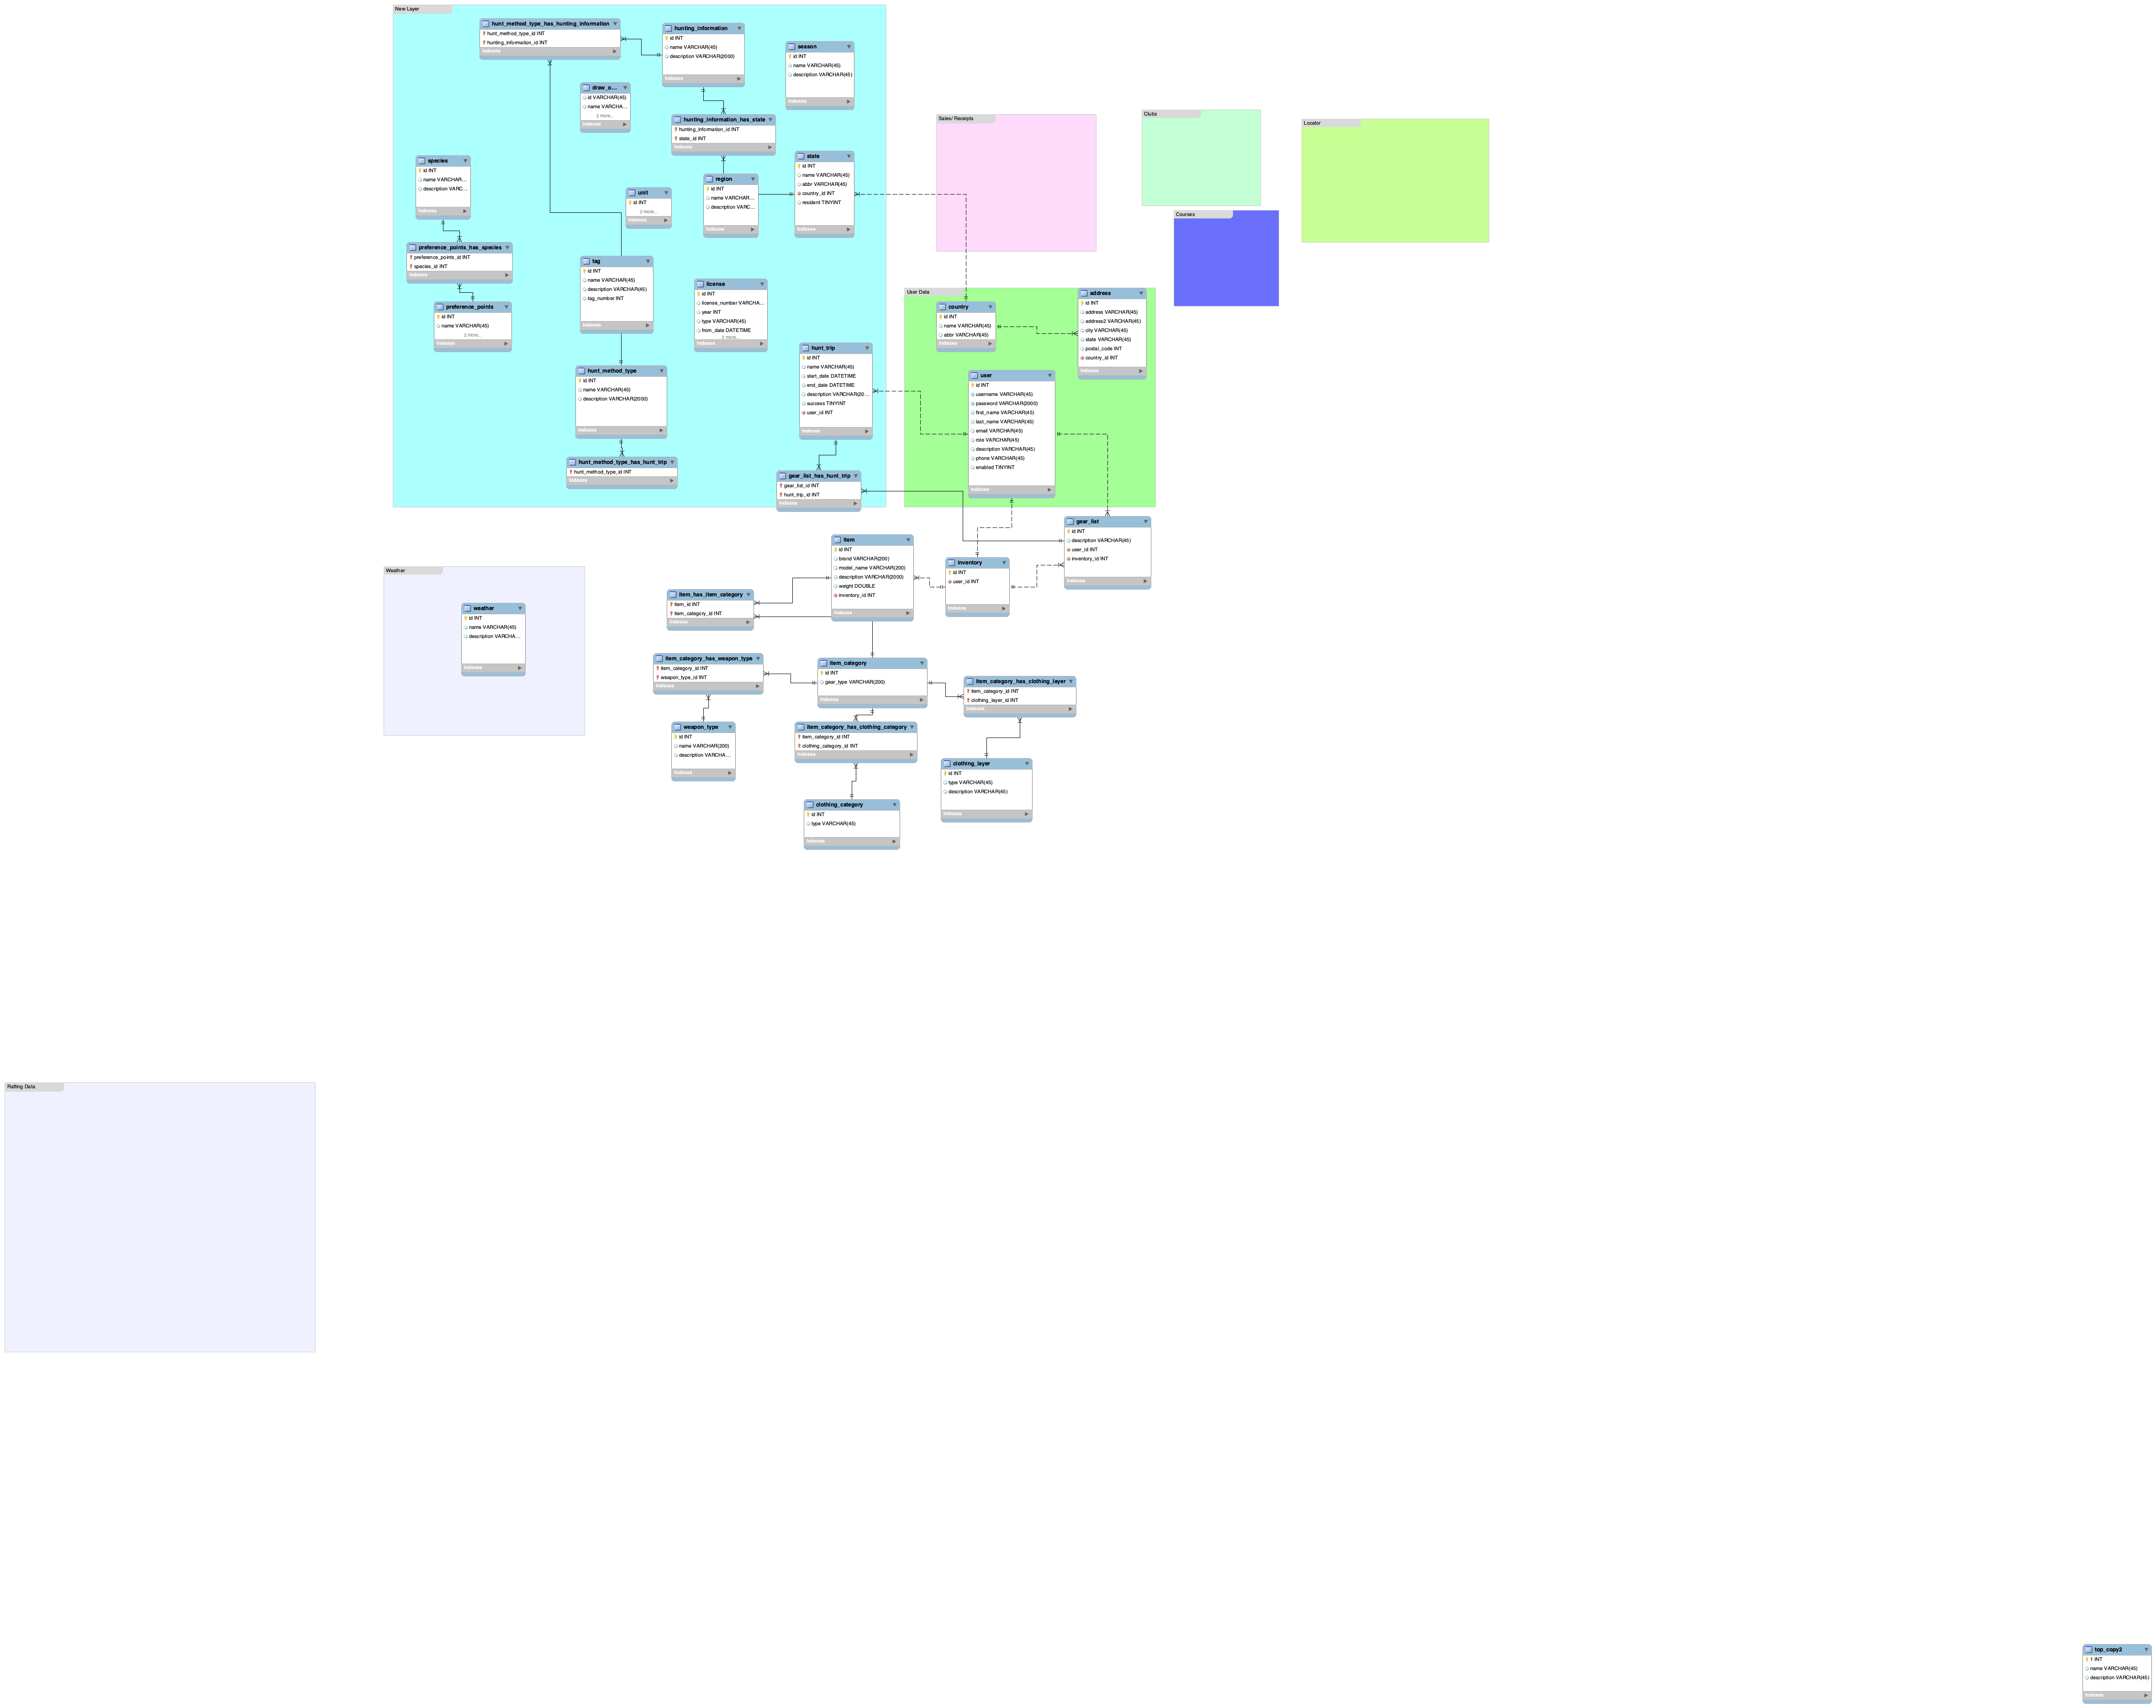 New Layer
hunt_method_type_has_hunting_information
hunt_method_type_id INT
hunting_information_id INT
Indexes
hunting_information
id INT
name VARCHAR(45)
description VARCHAR(2000)
Indexes
season
id INT
name VARCHAR(45)
description VARCHAR(45)
Indexes
draw_o...
id VARCHAR(45)
name VARCHA...
2 more...
Indexes
hunting_information_has_state
hunting_information_id INT
state_id INT
Indexes
Sales/ Receipts
Clubs
Locator
species
id INT
name VARCHAR...
description VARC...
Indexes
unit
id INT
2 more...
Indexes
region
id INT
name VARCHAR...
description VARC...
Indexes
state
id INT
name VARCHAR(45)
abbr VARCHAR(45)
country_id INT
resident TINYINT
Indexes
Courses
preference_points_has_species
preference_points_id INT
species_id INT
Indexes
preference_points
id INT
name VARCHAR(45)
2 more...
Indexes
tag
id INT
name VARCHAR(45)
description VARCHAR(45)
tag_number INT
Indexes
license
id INT
license_number VARCHA...
year INT
type VARCHAR(45)
from_date DATETIME
2 more...
Indexes
User Data
country
id INT
name VARCHAR(45)
abbr VARCHAR(45)
Indexes
address
id INT
address VARCHAR(45)
address2 VARCHAR(45)
city VARCHAR(45)
state VARCHAR(45)
postal_code INT
country_id INT
Indexes
hunt_trip
id INT
name VARCHAR(45)
start_date DATETIME
end_date DATETIME
description VARCHAR(20...
success TINYINT
user_id INT
Indexes
hunt_method_type
id INT
name VARCHAR(45)
description VARCHAR(2000)
Indexes
user
id INT
username VARCHAR(45)
password VARCHAR(2000)
first_name VARCHAR(45)
last_name VARCHAR(45)
email VARCHAR(45)
role VARCHAR(45)
description VARCHAR(45)
phone VARCHAR(45)
enabled TINYINT
Indexes
hunt_method_type_has_hunt_trip
hunt_method_type_id INT
Indexes
gear_list_has_hunt_trip
gear_list_id INT
hunt_trip_id INT
Indexes
gear_list
id INT
description VARCHAR(45)
user_id INT
inventory_id INT
Indexes
item
id INT
brand VARCHAR(200)
model_name VARCHAR(200)
description VARCHAR(2000)
weight DOUBLE
inventory_id INT
Indexes
inventory
id INT
user_id INT
Indexes
Weather
weather
id INT
name VARCHAR(45)
description VARCHA...
Indexes
item_has_item_category
item_id INT
item_category_id INT
Indexes
item_category_has_weapon_type
item_category_id INT
weapon_type_id INT
Indexes
item_category
id INT
gear_type VARCHAR(200)
Indexes
item_category_has_clothing_layer
item_category_id INT
clothing_layer_id INT
Indexes
weapon_type
id INT
name VARCHAR(200)
description VARCHA...
Indexes
item_category_has_clothing_category
item_category_id INT
clothing_category_id INT
Indexes
clothing_layer
id INT
type VARCHAR(45)
description VARCHAR(45)
Indexes
clothing_category
id INT
type VARCHAR(45)
Indexes
Rafting Data
top_copy2
1 INT
name VARCHAR(45)
description VARCHAR(45)
Indexes